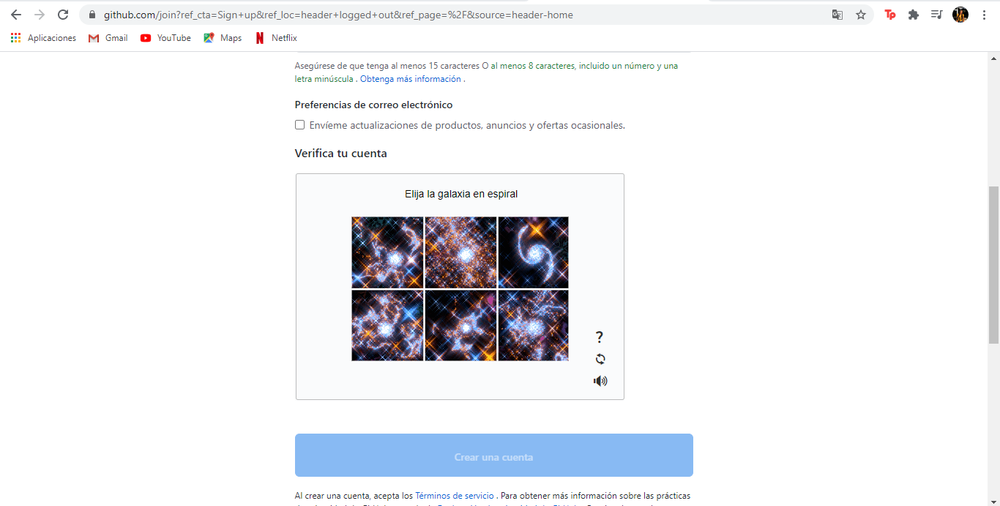 github.com/join?ref_cta=Sign+up&ref_loc=header+logged+out&ref_page=%2F&source=header-home
Tp
Aplicaciones Gmail YouTube Maps Netflix
Asegúrese de que tenga al menos 15 caracteres O al menos 8 caracteres, incluido un número y una
letra minúscula . Obtenga más información .
Preferencias de correo electrónico
Envíeme actualizaciones de productos, anuncios y ofertas ocasionales.
Verifica tu cuenta
Elija la galaxia en espiral
?
Crear una cuenta
Al crear una cuenta, acepta los Términos de servicio . Para obtener más información sobre las prácticas